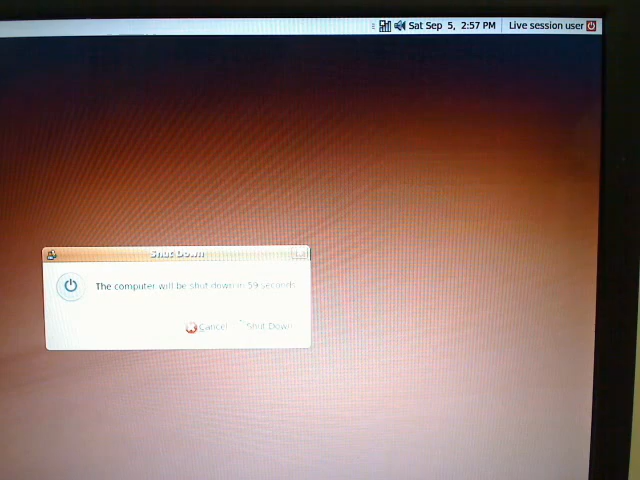 Sat Sep 5, 2:57 PM Live session user
Shut Down
The computer will be shut down in 59 seconds
Cancel Shut Down